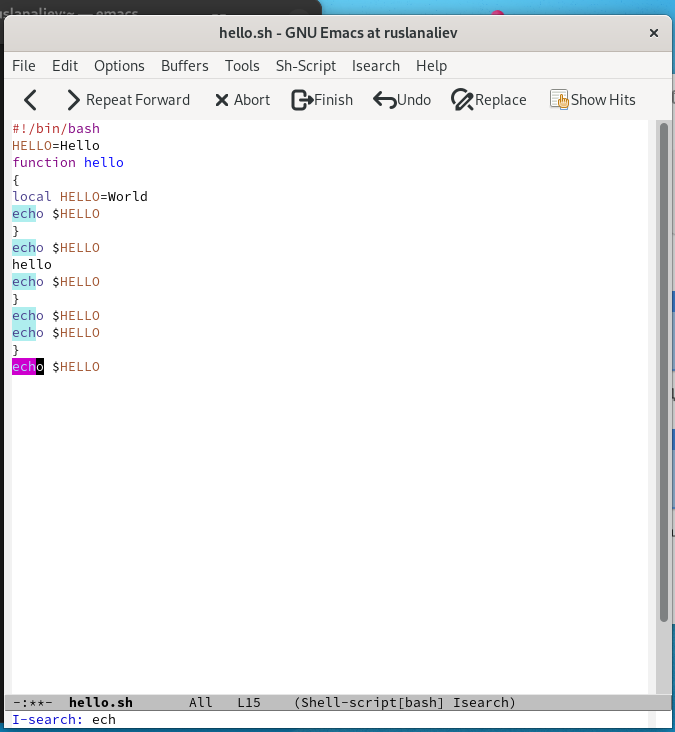 ruslanaliev:~ — emacs
hello.sh - GNU Emacs at ruslanaliev
File Edit Options Buffers Tools Sh-Script Isearch Help
Repeat Forward Abort Finish Undo Replace Show Hits
#!/bin/bash
HELLO=Hello
function hello
{
local HELLO=World
echo $HELLO
}
echo $HELLO
hello
echo $HELLO
}
echo $HELLO
echo $HELLO
}
echo $HELLO
-:**- hello.sh All L15 (Shell-script[bash] Isearch)
I-search: ech